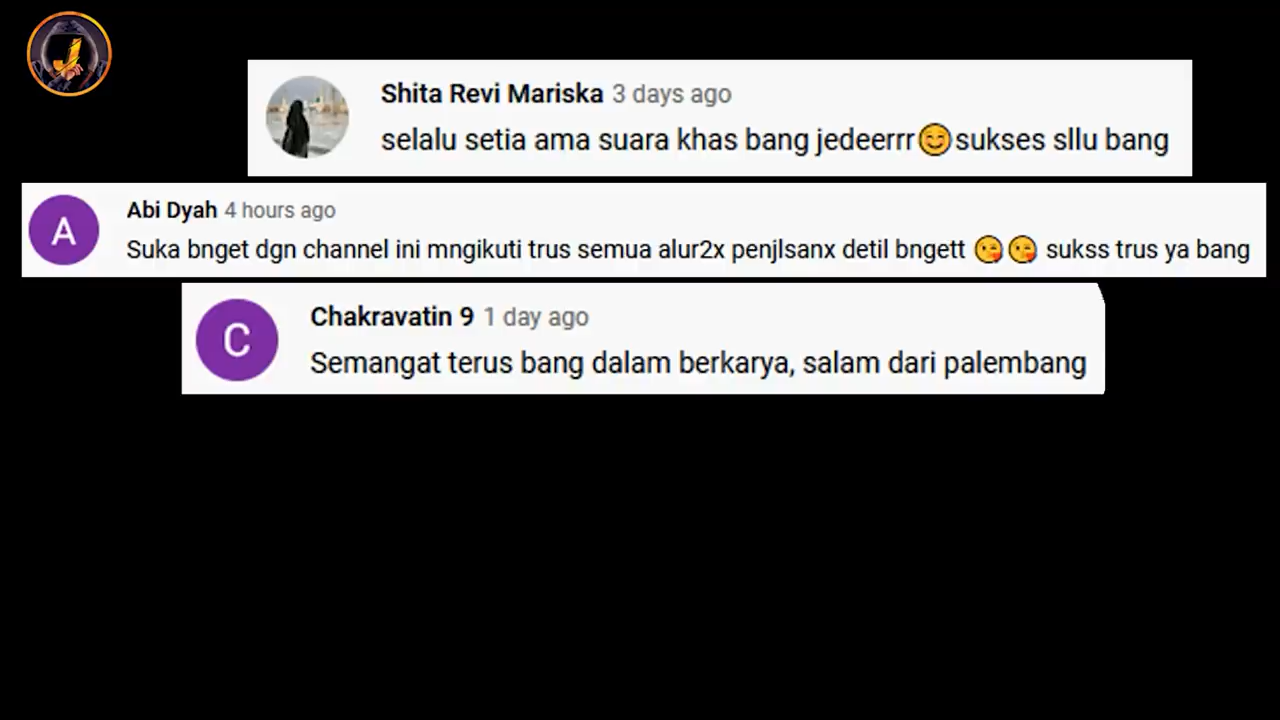 J
Shita Revi Mariska 3 days ago
selalu setia ama suara khas bang jedeerrr😊sukses sllu bang
A
Abi Dyah 4 hours ago
Suka bnget dgn channel ini mngikuti trus semua alur2x penjlsanx detil bngett 😘😘 sukss trus ya bang
C
Chakravatin 9 1 day ago
Semangat terus bang dalam berkarya, salam dari palembang